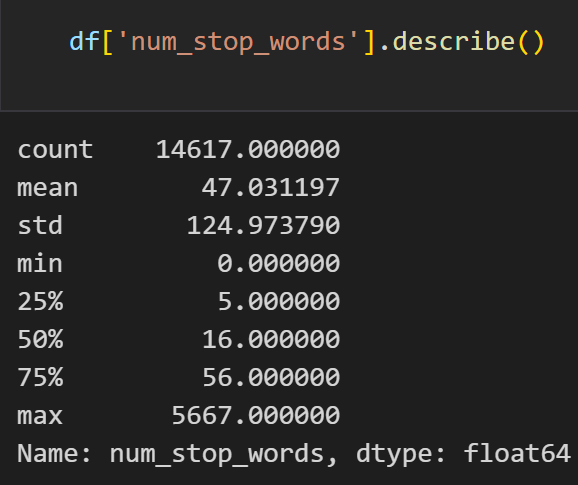 df['num_stop_words'].describe()
count    14617.000000
mean        47.031197
std        124.973790
min          0.000000
25%          5.000000
50%         16.000000
75%         56.000000
max       5667.000000
Name: num_stop_words, dtype: float64